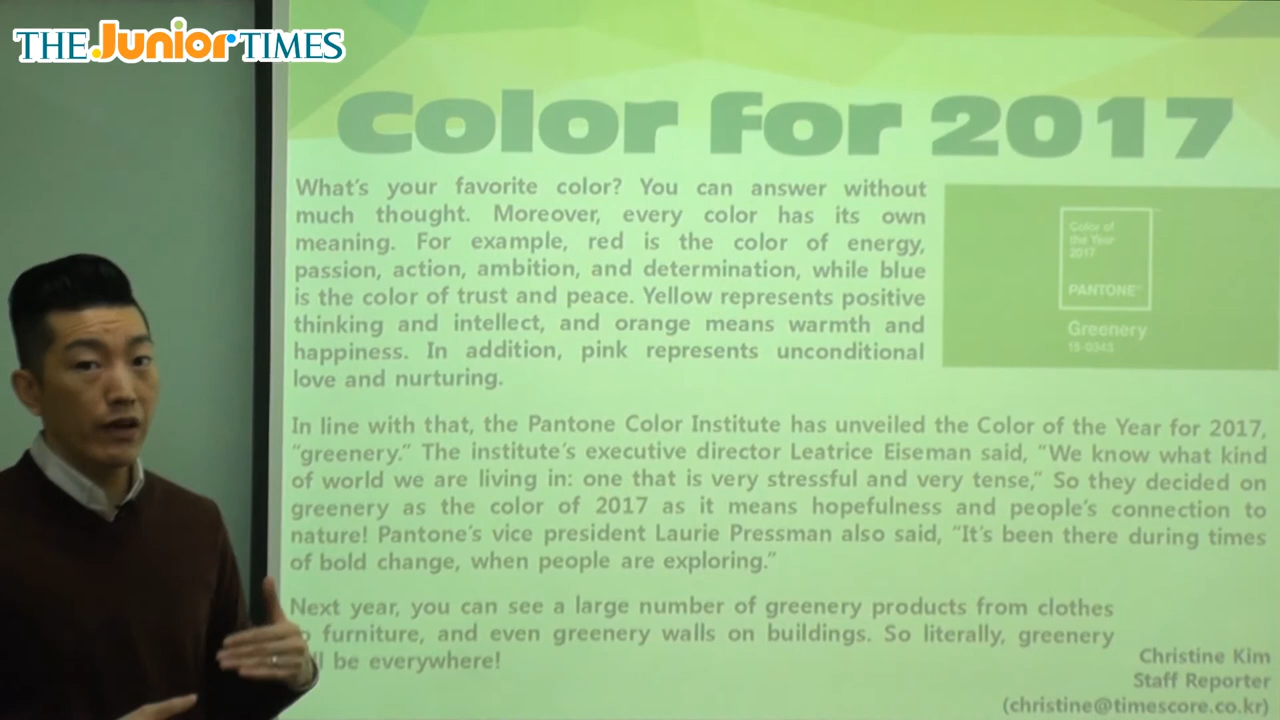 THE Junior TIMES
Color for 2017
What's your favorite color? You can answer without
much thought. Moreover, every color has its own
meaning. For example, red is the color of energy,
passion, action, ambition, and determination, while blue
is the color of trust and peace. Yellow represents positive
thinking and intellect, and orange means warmth and
happiness. In addition, pink represents unconditional
love and nurturing.
Color of
the Year
2017
PANTONE
Greenery
15-0343
In line with that, the Pantone Color Institute has unveiled the Color of the Year for 2017,
“greenery.” The institute's executive director Leatrice Eiseman said, “We know what kind
of world we are living in: one that is very stressful and very tense,” So they decided on
greenery as the color of 2017 as it means hopefulness and people's connection to
nature! Pantone's vice president Laurie Pressman also said, “It's been there during times
of bold change, when people are exploring.”
Next year, you can see a large number of greenery products from clothes
furniture, and even greenery walls on buildings. So literally, greenery
be everywhere!
Christine Kim
Staff Reporter
(christine@timescore.co.kr)